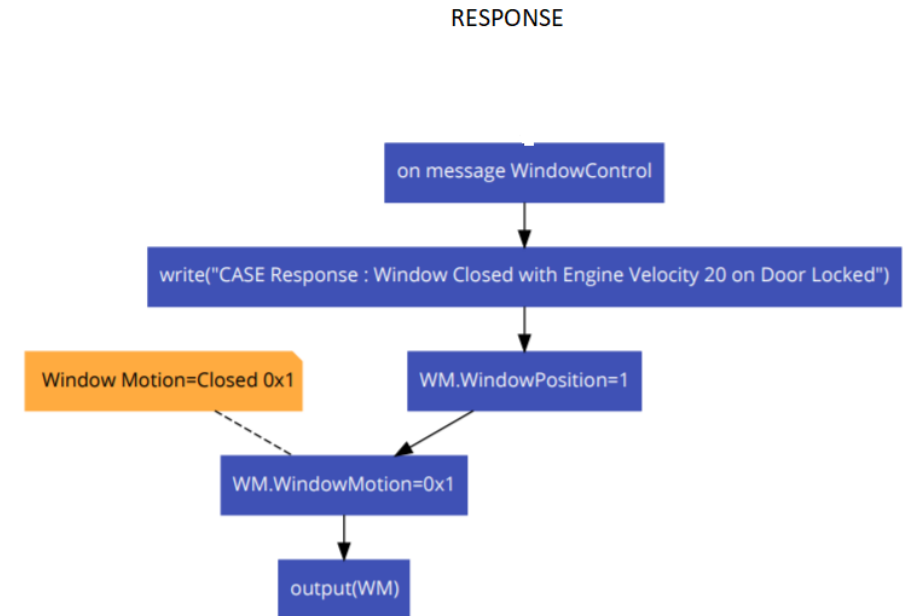 RESPONSE
on message WindowControl
write("CASE Response : Window Closed with Engine Velocity 20 on Door Locked")
Window Motion=Closed 0x1
WM.WindowPosition=1
WM.WindowMotion=0x1
output(WM)